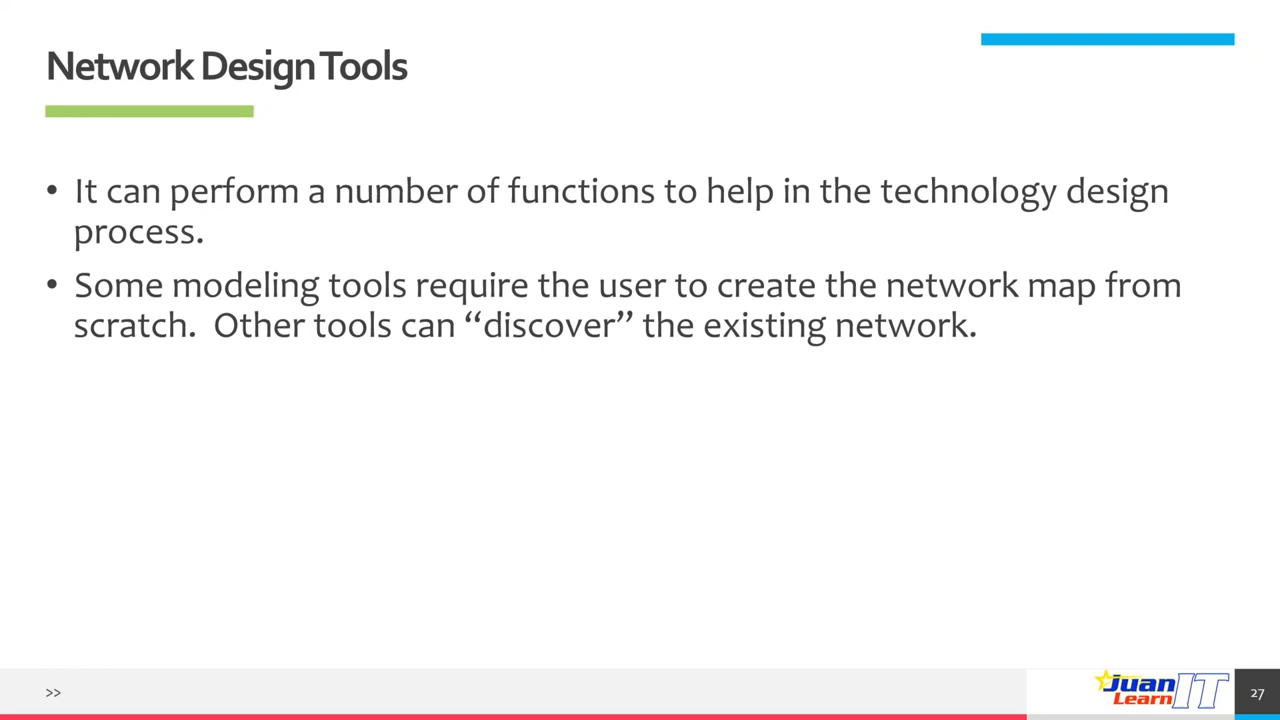 Network Design Tools
• It can perform a number of functions to help in the technology design
process.
• Some modeling tools require the user to create the network map from
scratch.  Other tools can “discover” the existing network.
>>
Juan
Learn
IT
27